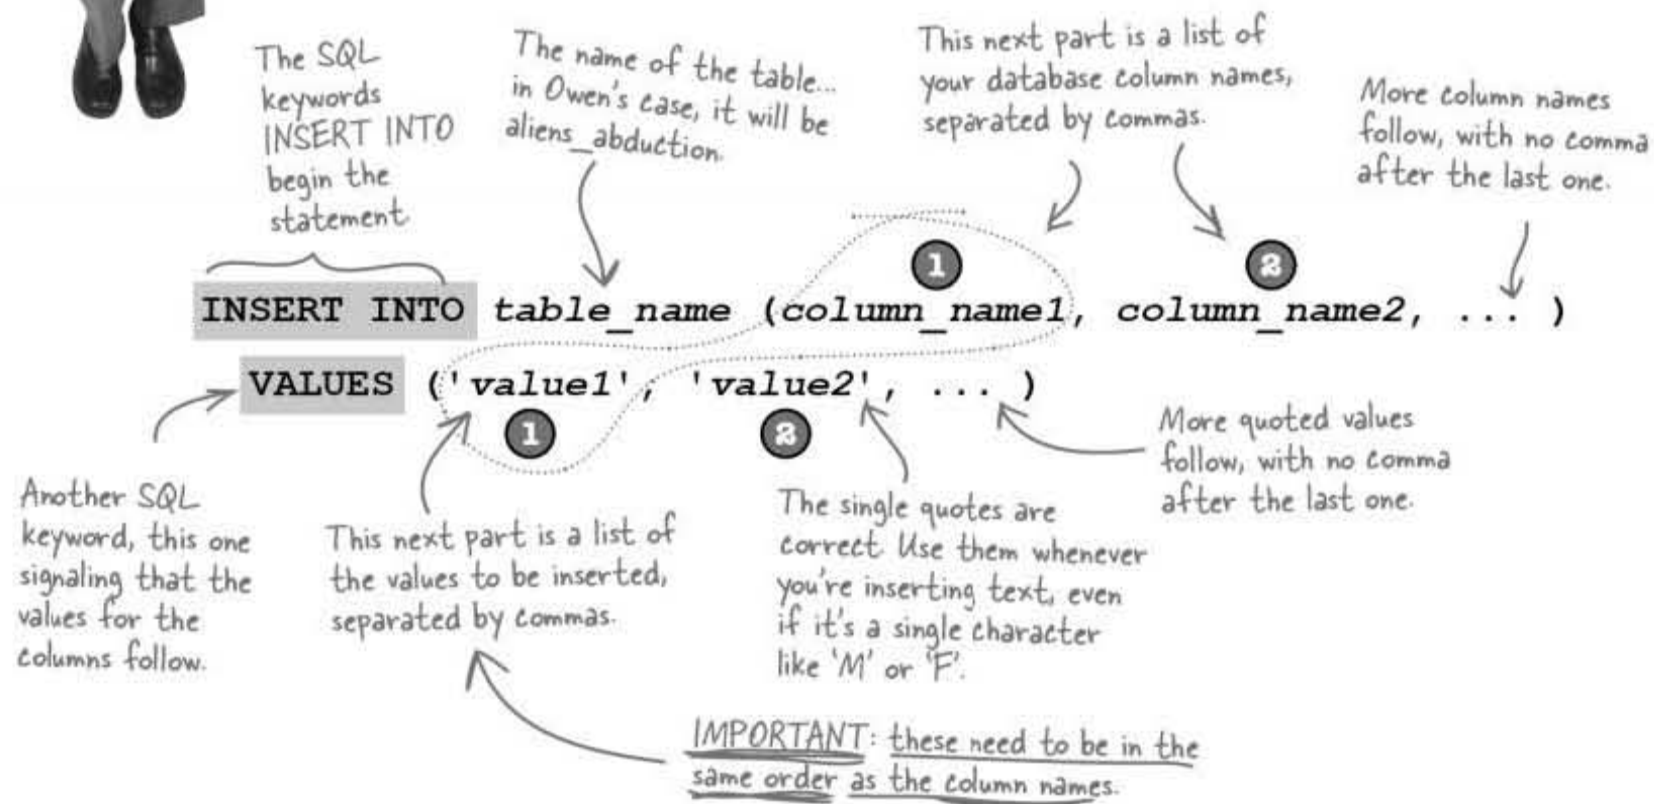 The SQL
keywords
INSERT INTO
begin the
statement.
The name of the table...
in Owen's case, it will be
aliens_abduction.
This next part is a list of
your database column names,
separated by commas.
More column names
follow, with no comma
after the last one.
1
2
INSERT INTO table_name (column_name1, column_name2, ... )
VALUES ('value1', 'value2', ... )
1
2
Another SQL
keyword, this one
signaling that the
values for the
columns follow.
This next part is a list of
the values to be inserted,
separated by commas.
The single quotes are
correct. Use them whenever
you're inserting text, even
if it's a single character
like 'M' or 'F'.
More quoted values
follow, with no comma
after the last one.
IMPORTANT: these need to be in the
same order as the column names.